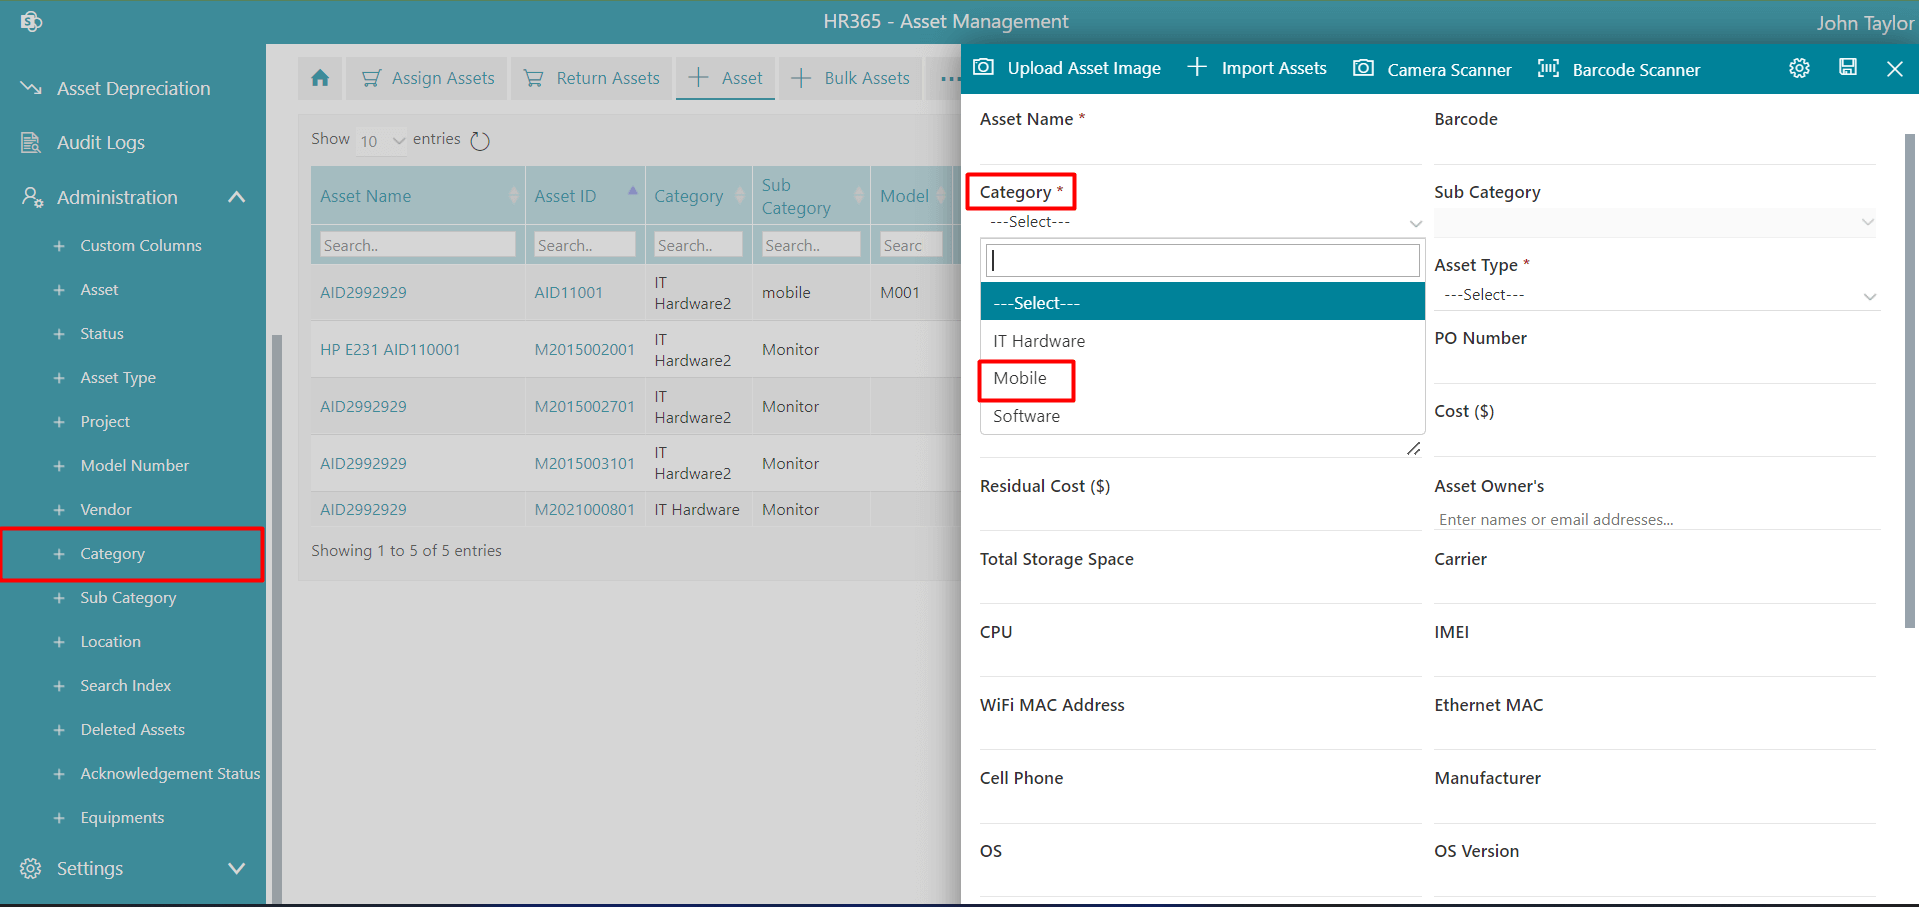 HR365 - Asset Management
John Taylor
Asset Depreciation
Audit Logs
Administration
Custom Columns
Asset
Status
Asset Type
Project
Model Number
Vendor
Category
Sub Category
Location
Search Index
Deleted Assets
Acknowledgement Status
Equipments
Settings
Assign Assets
Return Assets
Asset
Bulk Assets
Show 10 entries
Asset Name Asset ID Category Sub Category Model
Search.. Search.. Search.. Search.. Searc
AID2992929 AID11001 IT Hardware2 mobile M001
HP E231 AID110001 M2015002001 IT Hardware2 Monitor
AID2992929 M2015002701 IT Hardware2 Monitor
AID2992929 M2015003101 IT Hardware2 Monitor
AID2992929 M2021000801 IT Hardware Monitor
Showing 1 to 5 of 5 entries
Upload Asset Image
Import Assets
Camera Scanner
Barcode Scanner
Asset Name *
Barcode
Category *
---Select---
Sub Category
---Select---
IT Hardware
Mobile
Software
Asset Type *
---Select---
PO Number
Cost ($)
Residual Cost ($)
Asset Owner's
Enter names or email addresses...
Total Storage Space
Carrier
CPU
IMEI
WiFi MAC Address
Ethernet MAC
Cell Phone
Manufacturer
OS
OS Version